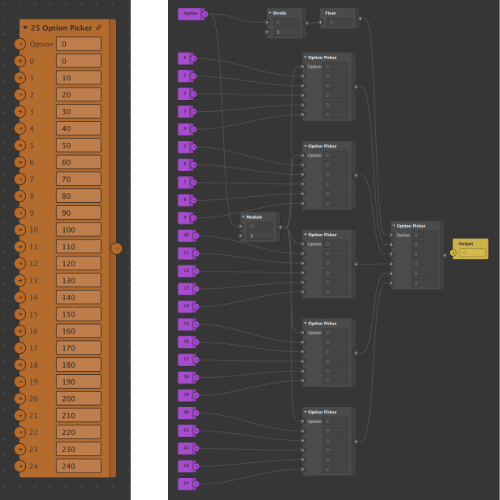 25 Option Picker
Option 0
0 0
1 10
2 20
3 30
4 40
5 50
6 60
7 70
8 80
9 90
10 100
11 110
12 120
13 130
14 140
15 150
16 160
17 170
18 180
19 190
20 200
21 210
22 220
23 230
24 240
Option
Divide
Floor
Option Picker
Option
Option Picker
Option
Modulo
Option Picker
Option
Option Picker
Option
Option Picker
Option
Option Picker
Option
Output